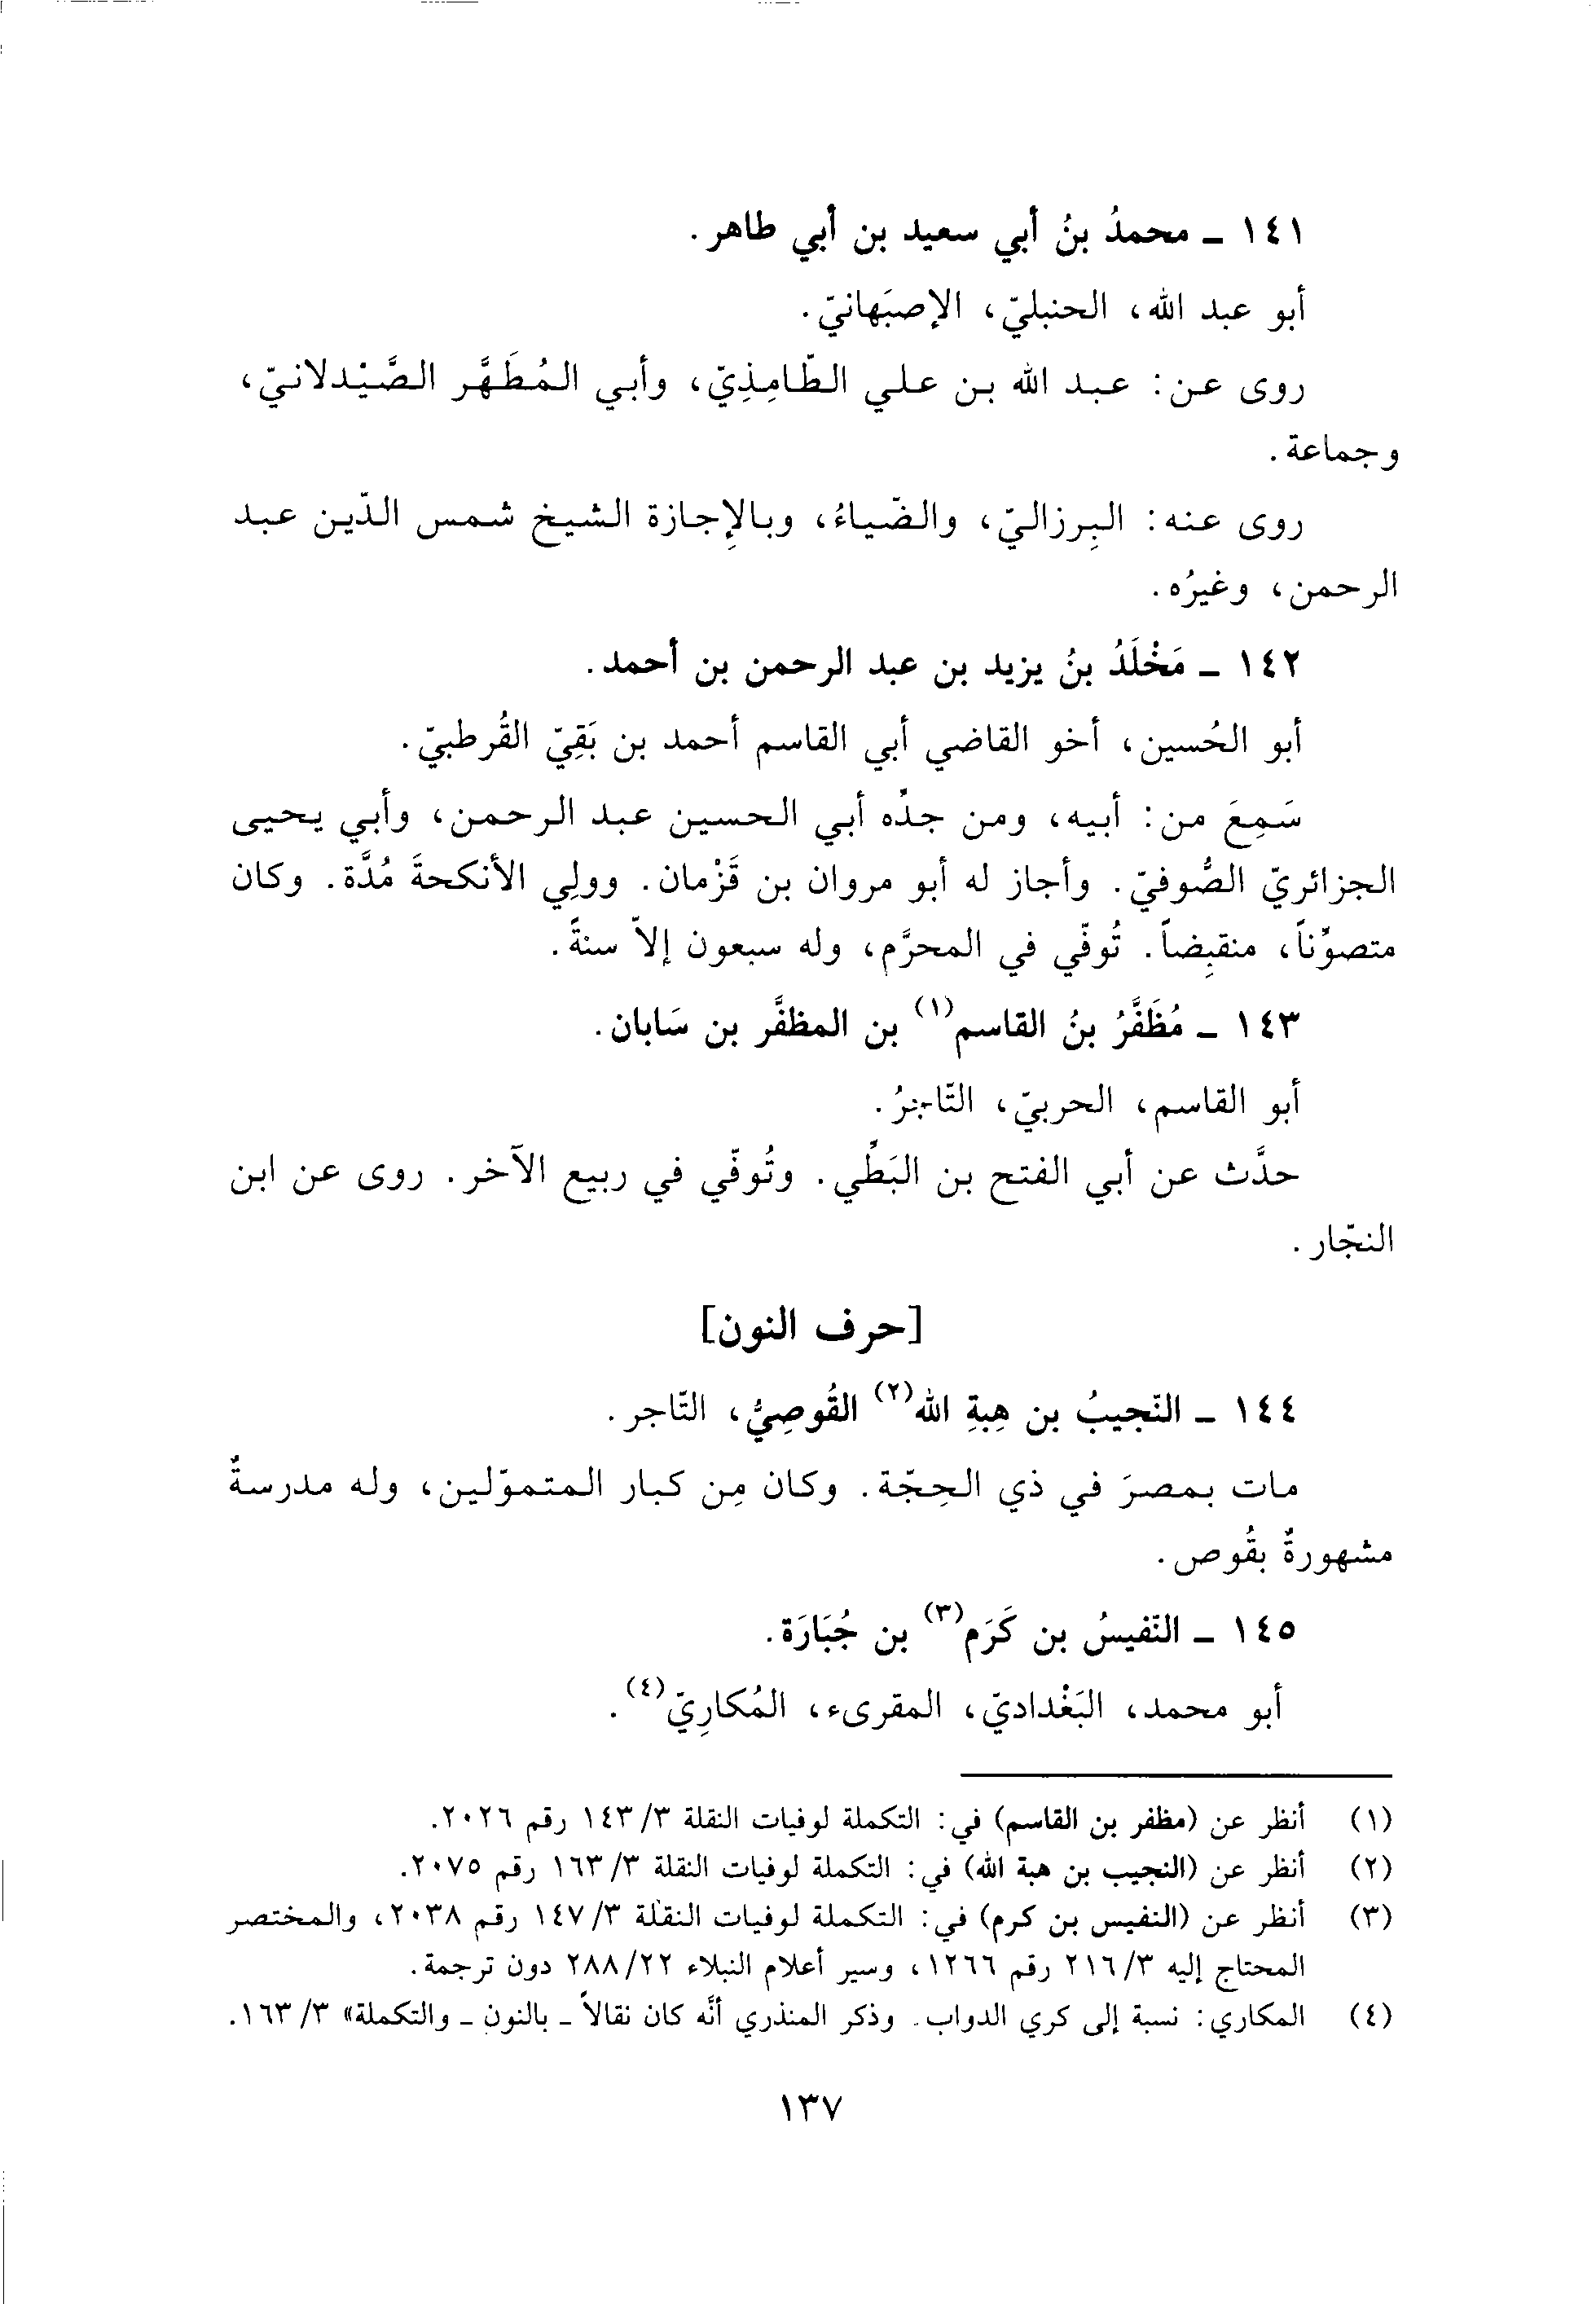 ١٤١ ـ محمدُ بنُ أبي سعيد بن أبي طاهر.
أبو عبد الله، الحنبليّ، الإصبَهانيّ.
روى عن: عبد الله بن علي الطّامِذِيّ، وأبي المُطَهَّر الصَّيْدلانيّ،
وجماعة.
روى عنه: البِرزاليّ، والضّياءُ، وبالإِجازة الشيخ شمس الدّين عبد
الرحمن، وغيرُه.
١٤٢ ـ مَخْلَدُ بنُ يزيد بن عبد الرحمن بن أحمد.
أبو الحُسين، أخو القاضي أبي القاسم أحمد بن بَقِيّ القُرطبيّ.
سَمِعَ من: أبيه، ومن جدِّه أبي الحسين عبد الرحمن، وأبي يحيى
الجزائريّ الصُّوفيّ. وأجاز له أبو مروان بن قَزْمان. وولِي الأنكحةَ مُدَّة. وكان
متصوِّناً، منقبِضاً. تُوفّي في المحرَّم، وله سبعون إلاّ سنةً.
١٤٣ ـ مُظَفَّرُ بنُ القاسم(١) بن المظفَّر بن سَابان.
أبو القاسم، الحربيّ، التّاجرُ.
حدَّث عن أبي الفتح بن البَطِّي. وتُوفّي في ربيع الآخر. روى عن ابن
النجّار.
[حرف النون]
١٤٤ ـ النّجيبُ بن هِبةِ الله(٢) القُوصِيُّ، التّاجر.
مات بمصرَ في ذي الحِجّة. وكان مِن كبار المتموّلين، وله مدرسةٌ
مشهورةٌ بقُوص.
١٤٥ ـ النّفيسُ بن كَرَم(٣) بن جُبَارَة.
أبو محمد، البَغْداديّ، المقرىء، المُكارِيّ(٤).
(١) أنظر عن (مظفر بن القاسم) في: التكملة لوفيات النقلة ٣/ ١٤٣ رقم ٢٠٢٦.
(٢) أنظر عن (النجيب بن هبة الله) في: التكملة لوفيات النقلة ٣/ ١٦٣ رقم ٢٠٧٥.
(٣) أنظر عن (النفيس بن كرم) في: التكملة لوفيات النقلة ٣/ ١٤٧ رقم ٢٠٣٨، والمختصر
المحتاج إليه ٣/ ٢١٦ رقم ١٢٦٦، وسير أعلام النبلاء ٢٢/ ٢٨٨ دون ترجمة.
(٤) المكاري: نسبة إلى كري الدواب. وذكر المنذري أنّه كان نقالاً ـ بالنون ـ والتكملة» ٣/ ١٦٣.
١٣٧